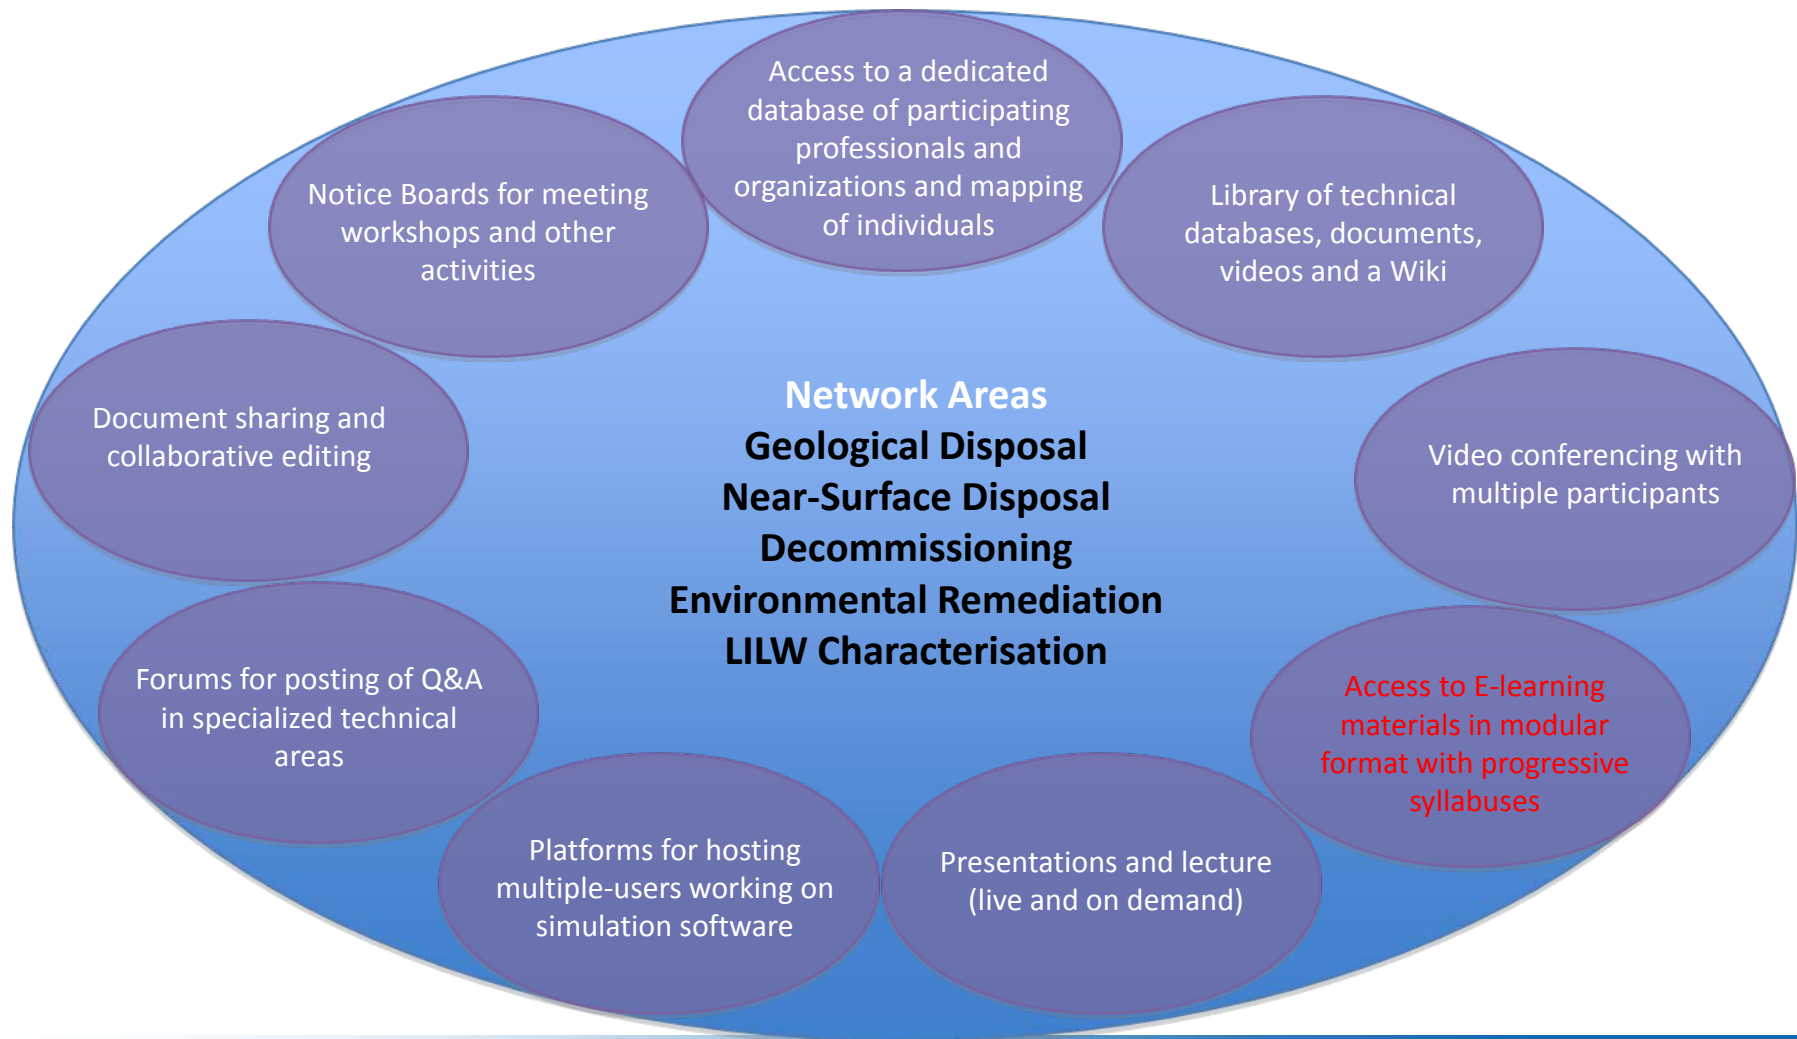 Access to a dedicated
database of participating
professionals and
organizations and mapping
of individuals
Notice Boards for meeting
workshops and other
activities
Library of technical
databases, documents,
videos and a Wiki
Document sharing and
collaborative editing
Network Areas
Geological Disposal
Near-Surface Disposal
Decommissioning
Environmental Remediation
LILW Characterisation
Video conferencing with
multiple participants
Forums for posting of Q&A
in specialized technical
areas
Access to E-learning
materials in modular
format with progressive
syllabuses
Platforms for hosting
multiple-users working on
simulation software
Presentations and lecture
(live and on demand)